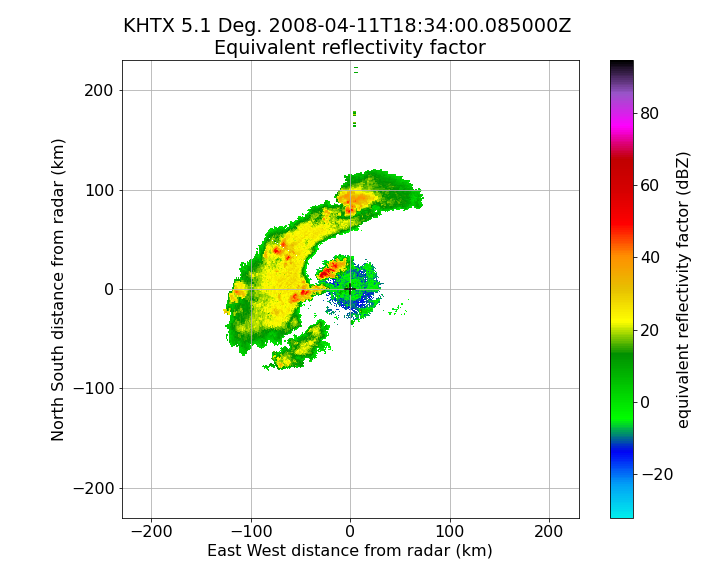 KHTX 5.1 Deg. 2008-04-11T18:34:00.085000Z
Equivalent reflectivity factor
200
100
0
−100
−200
North South distance from radar (km)
−200 −100 0 100 200
East West distance from radar (km)
80
60
40
20
0
−20
equivalent reflectivity factor (dBZ)